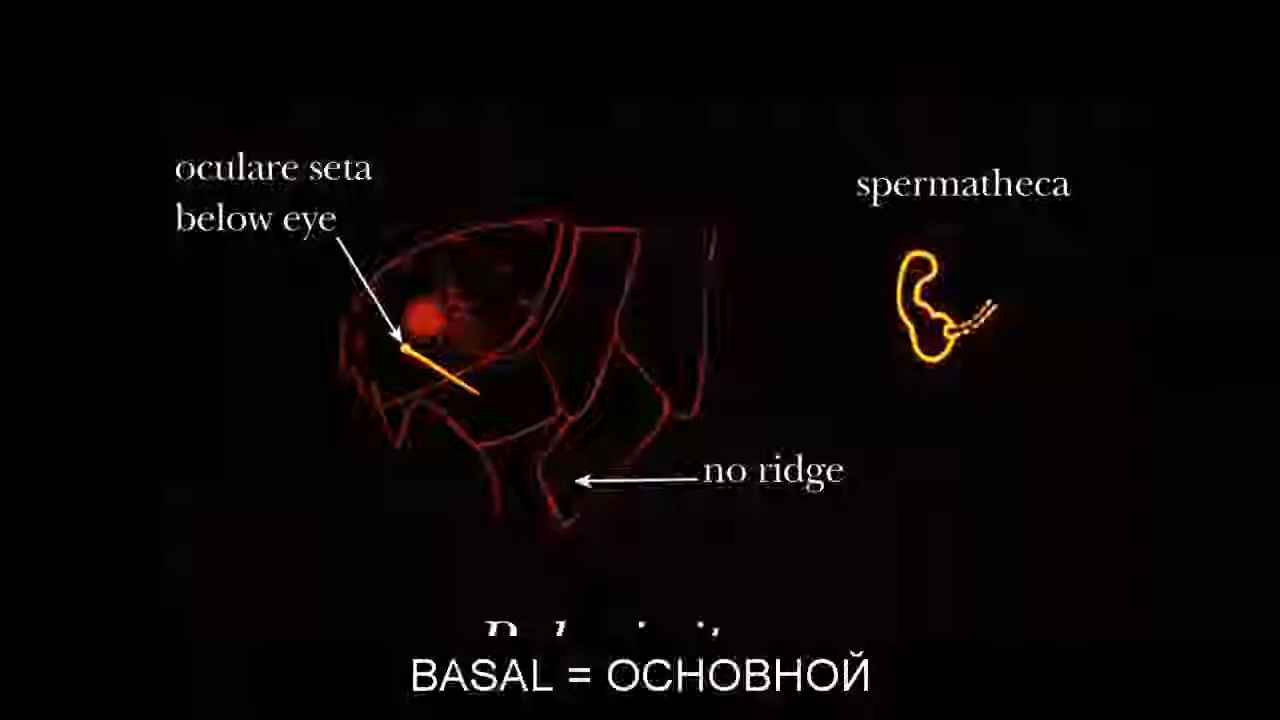 oculare seta
below eye
spermatheca
no ridge
BASAL = ОСНОВНОЙ